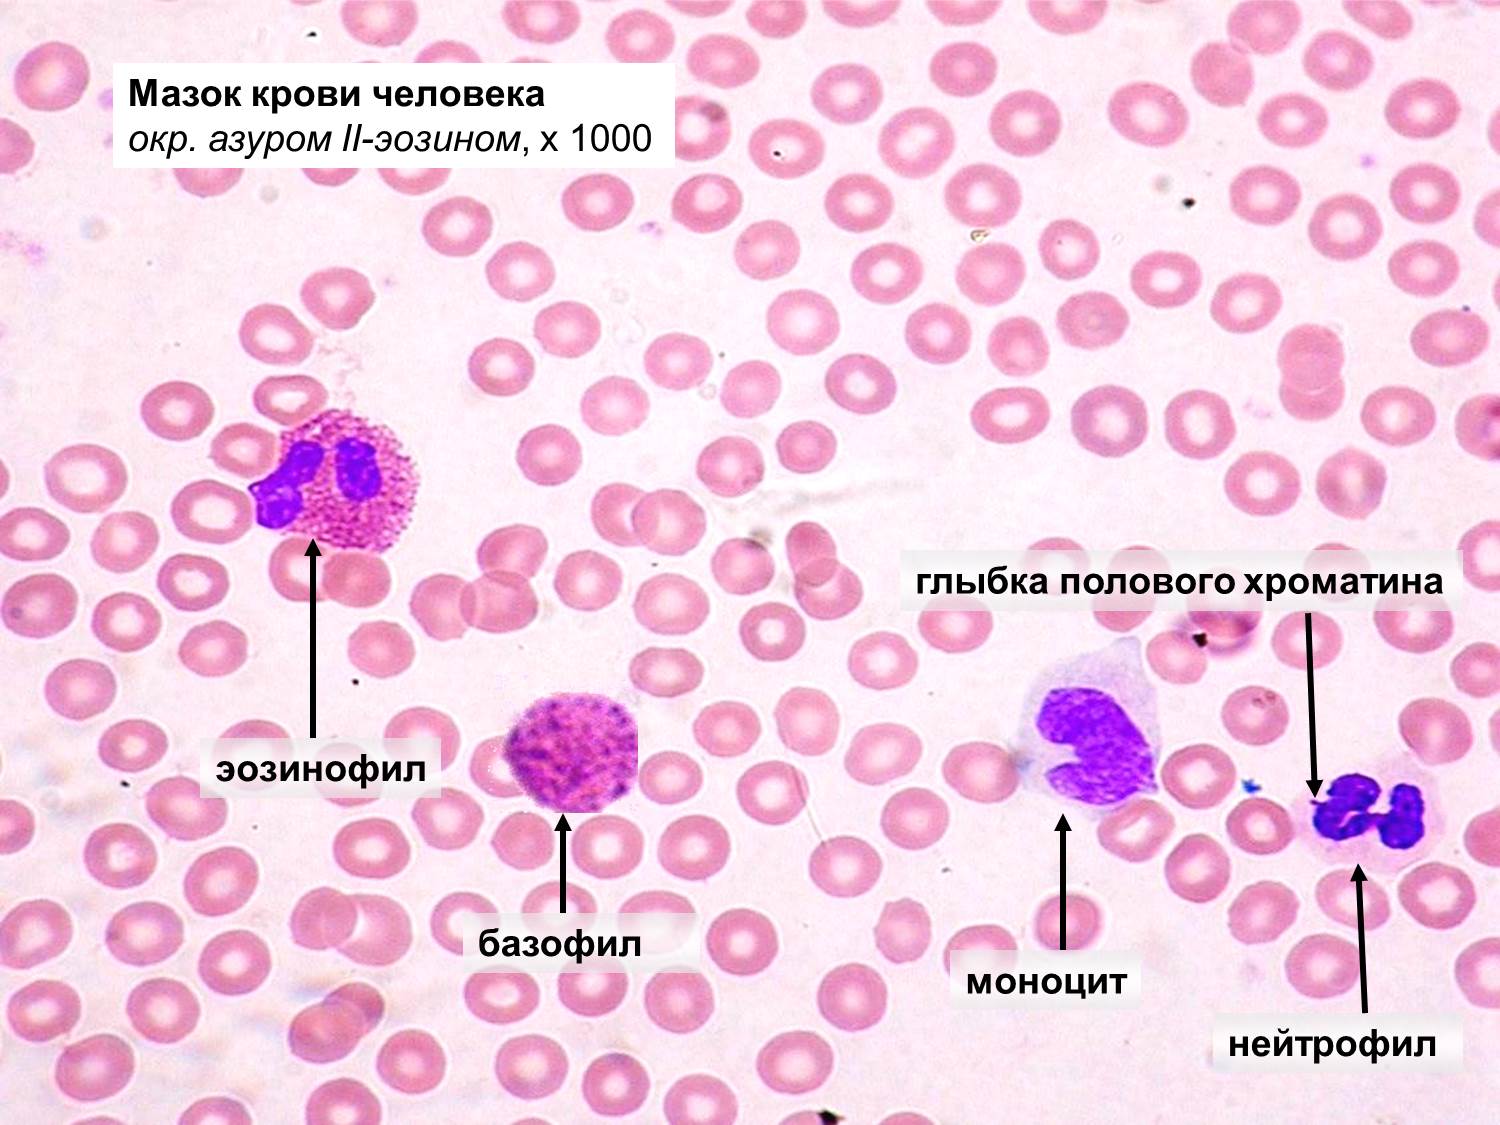 Мазок крови человека
окр. азуром II-эозином, х 1000
глыбка полового хроматина
эозинофил
базофил
моноцит
нейтрофил